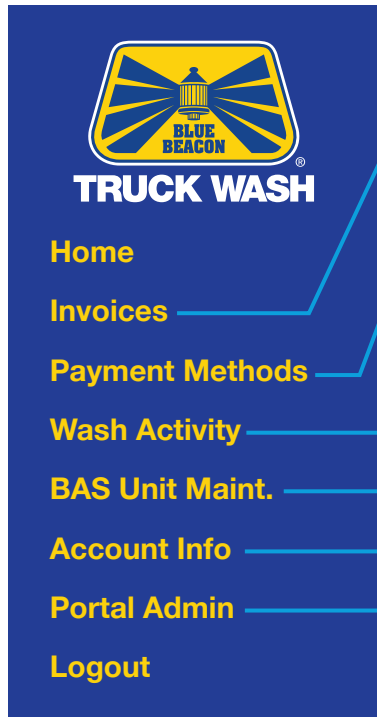 BLUE
BEACON
®
TRUCK WASH
Home
Invoices
Payment Methods
Wash Activity
BAS Unit Maint.
Account Info
Portal Admin
Logout